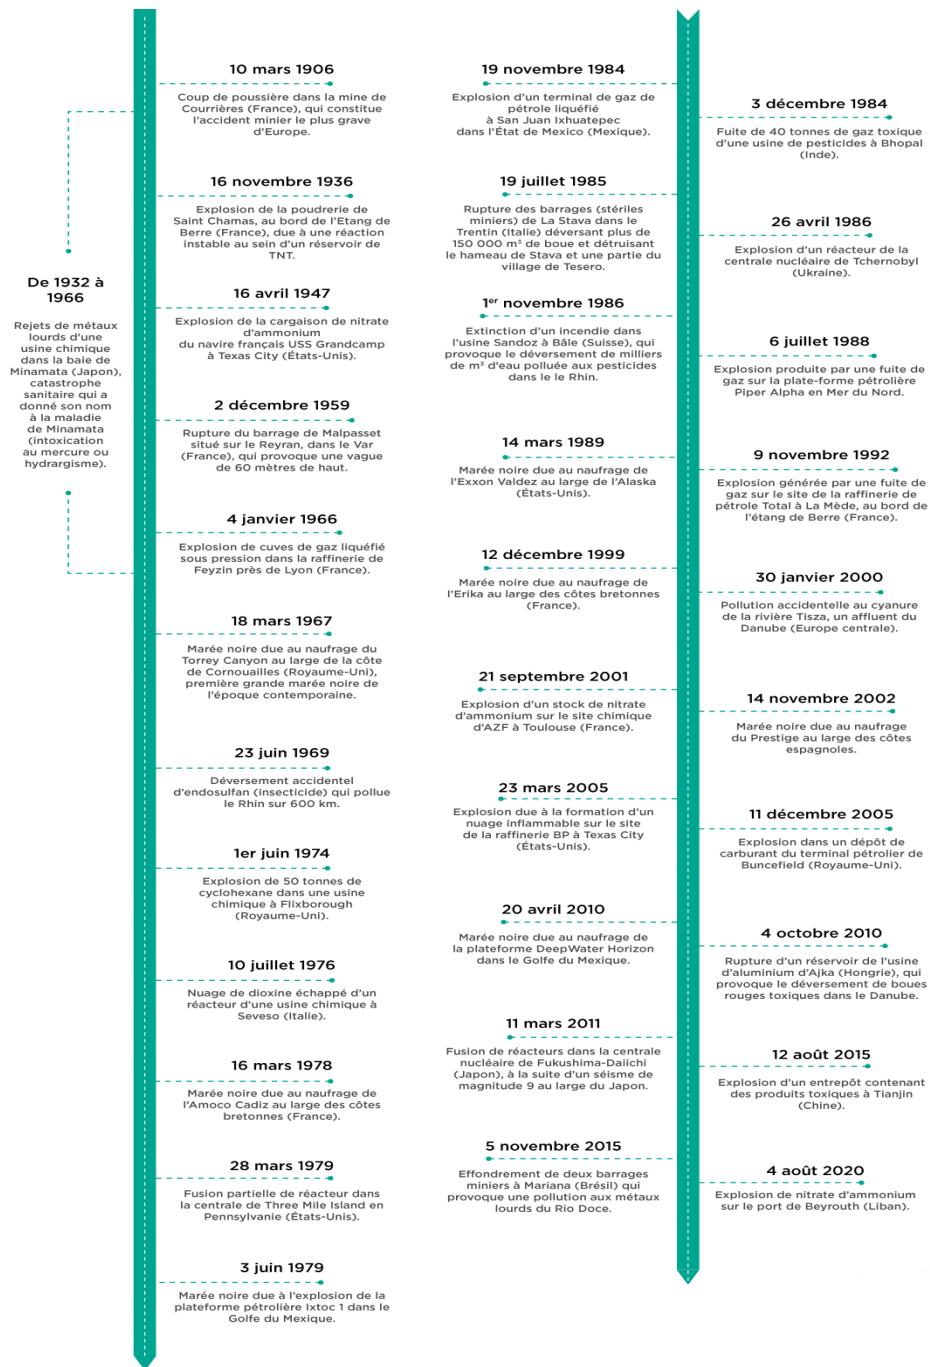 10 mars 1906
Coup de poussière dans la mine de
Courrières (France), qui constitue
l'accident minier le plus grave
d'Europe.
16 novembre 1936
Explosion de la poudrerie de
Saint Chamas, au bord de l'Etang de
Berre (France), due à une réaction
instable au sein d'un réservoir de
TNT.
De 1932 à
1966
Rejets de métaux
lourds d'une
usine chimique
dans la baie de
Minamata (Japon),
catastrophe
sanitaire qui a
donné son nom
à la maladie
de Minamata
(intoxication
au mercure ou
hydrargisme).
16 avril 1947
Explosion de la cargaison de nitrate
d'ammonium
du navire français USS Grandcamp
à Texas City (États-Unis).
2 décembre 1959
Rupture du barrage de Malpasset
situé sur le Reyran, dans le Var
(France), qui provoque une vague
de 60 mètres de haut.
4 janvier 1966
Explosion de cuves de gaz liquéfié
sous pression dans la raffinerie de
Feyzin près de Lyon (France).
18 mars 1967
Marée noire due au naufrage du
Torrey Canyon au large de la côte
de Cornouailles (Royaume-Uni),
première grande marée noire de
l'époque contemporaine.
23 juin 1969
Déversement accidentel
d'endosulfan (insecticide) qui pollue
le Rhin sur 600 km.
1er juin 1974
Explosion de 50 tonnes de
cyclohexane dans une usine
chimique à Flixborough
(Royaume-Uni).
10 juillet 1976
Nuage de dioxine échappé d'un
réacteur d'une usine chimique à
Seveso (Italie).
16 mars 1978
Marée noire due au naufrage de
l'Amoco Cadiz au large des côtes
bretonnes (France).
28 mars 1979
Fusion partielle de réacteur dans
la centrale de Three Mile Island en
Pennsylvanie (États-Unis).
3 juin 1979
Marée noire due à l'explosion de la
plateforme pétrolière Ixtoc 1 dans le
Golfe du Mexique.
19 novembre 1984
Explosion d'un terminal de gaz de
pétrole liquéfié
à San Juan Ixhuatepec
dans l'État de Mexico (Mexique).
3 décembre 1984
Fuite de 40 tonnes de gaz toxique
d'une usine de pesticides à Bhopal
(Inde).
19 juillet 1985
Rupture des barrages (stériles
miniers) de La Stava dans le
Trentin (Italie) déversant plus de
150 000 m³ de boue et détruisant
le hameau de Stava et une partie du
village de Tesero.
26 avril 1986
Explosion d'un réacteur de la
centrale nucléaire de Tchernobyl
(Ukraine).
1er novembre 1986
Extinction d'un incendie dans
l'usine Sandoz à Bâle (Suisse), qui
provoque le déversement de milliers
de m³ d'eau polluée aux pesticides
dans le le Rhin.
6 juillet 1988
Explosion produite par une fuite de
gaz sur la plate-forme pétrolière
Piper Alpha en Mer du Nord.
14 mars 1989
Marée noire due au naufrage de
l'Exxon Valdez au large de l'Alaska
(États-Unis).
9 novembre 1992
Explosion générée par une fuite de
gaz sur le site de la raffinerie de
pétrole Total à La Mède, au bord de
l'étang de Berre (France).
12 décembre 1999
Marée noire due au naufrage de
l'Erika au large des côtes bretonnes
(France).
30 janvier 2000
Pollution accidentelle au cyanure
de la rivière Tisza, un affluent du
Danube (Europe centrale).
21 septembre 2001
Explosion d'un stock de nitrate
d'ammonium sur le site chimique
d'AZF à Toulouse (France).
14 novembre 2002
Marée noire due au naufrage
du Prestige au large des côtes
espagnoles.
23 mars 2005
Explosion due à la formation d'un
nuage inflammable sur le site
de la raffinerie BP à Texas City
(États-Unis).
11 décembre 2005
Explosion dans un dépôt de
carburant du terminal pétrolier de
Buncefield (Royaume-Uni).
20 avril 2010
Marée noire due au naufrage de
la plateforme DeepWater Horizon
dans le Golfe du Mexique.
4 octobre 2010
Rupture d'un réservoir de l'usine
d'aluminium d'Ajka (Hongrie), qui
provoque le déversement de boues
rouges toxiques dans le Danube.
11 mars 2011
Fusion de réacteurs dans la centrale
nucléaire de Fukushima-Daiichi
(Japon), à la suite d'un séisme de
magnitude 9 au large du Japon.
12 août 2015
Explosion d'un entrepôt contenant
des produits toxiques à Tianjin
(Chine).
5 novembre 2015
Effondrement de deux barrages
miniers à Mariana (Brésil) qui
provoque une pollution aux métaux
lourds du Rio Doce.
4 août 2020
Explosion de nitrate d'ammonium
sur le port de Beyrouth (Liban).